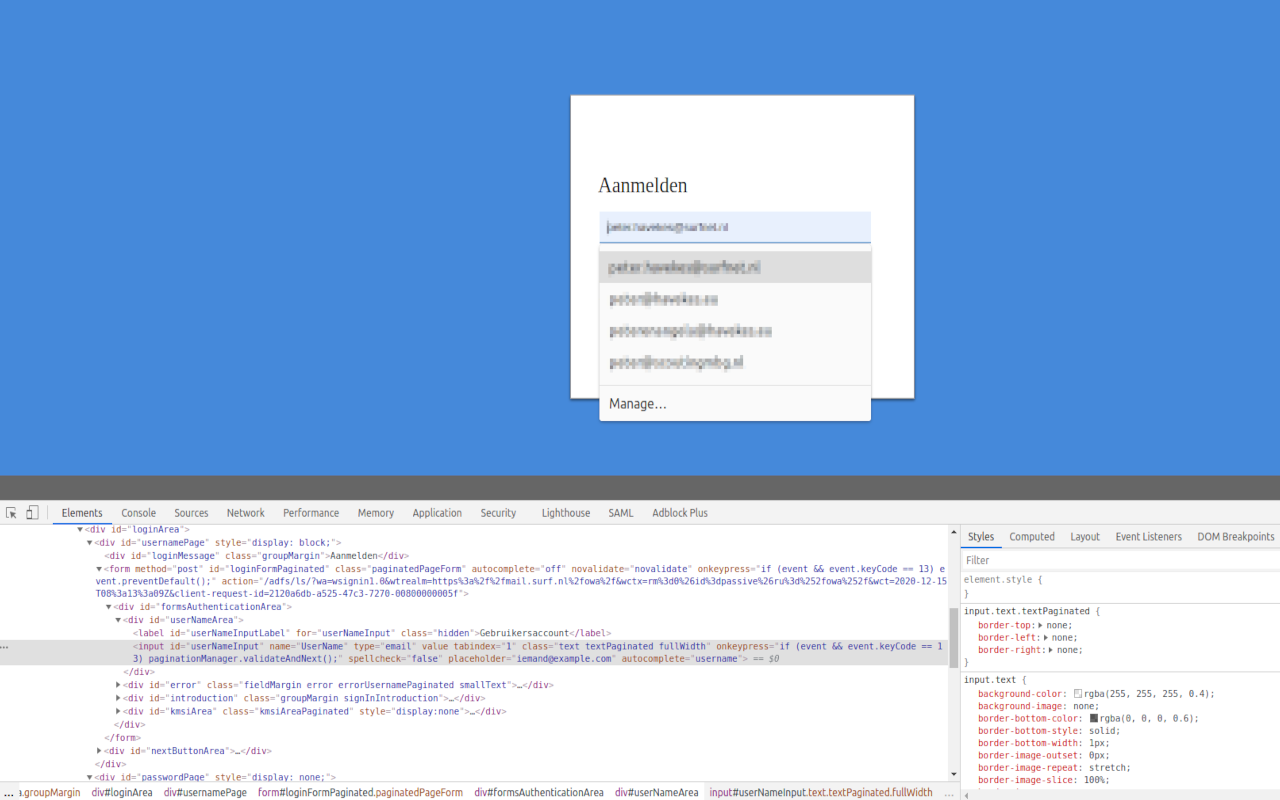 Aanmelden
Manage...
Elements Console Sources Network Performance Memory Application Security Lighthouse SAML Adblock Plus
<div id="loginArea">
<div id="usernamePage" style="display: block;">
<div id="loginMessage" class="groupMargin">Aanmelden</div>
<form method="post" id="loginFormPaginated" class="paginatedPageForm" autocomplete="off" novalidate="novalidate" onkeypress="if (event && event.keyCode == 13) e
vent.preventDefault();" action="/adfs/ls/?wa=wsignin1.0&wtrealm=https%3a%2f%2fmail.surf.nl%2fowa%2f&wctx=rm%3d0%26id%3dpassive%26ru%3d%252fowa%252f&wct=2020-12-15
T08%3a13%3a09Z&client-request-id=2120a6db-a525-47c3-7270-00800000005f">
<div id="formsAuthenticationArea">
<div id="userNameArea">
<label id="userNameInputLabel" for="userNameInput" class="hidden">Gebruikersaccount</label>
<input id="userNameInput" name="UserName" type="email" value tabindex="1" class="text textPaginated fullWidth" onkeypress="if (event && event.keyCode == 1
3) paginationManager.validateAndNext();" spellcheck="false" placeholder="iemand@example.com" autocomplete="username"> == $0
</div>
<div id="error" class="fieldMargin error errorUsernamePaginated smallText">…</div>
<div id="introduction" class="groupMargin signInIntroduction">…</div>
<div id="kmsiArea" class="kmsiAreaPaginated" style="display:none">…</div>
</div>
</form>
<div id="nextButtonArea">…</div>
</div>
<div id="passwordPage" style="display: none;">
... a.groupMargin div#loginArea div#usernamePage form#loginFormPaginated.paginatedPageForm div#formsAuthenticationArea div#userNameArea input#userNameInput.text.textPaginated.fullWidth ...
Styles Computed Layout Event Listeners DOM Breakpoints
Filter
element.style {
}
input.text.textPaginated {
border-top: none;
border-left: none;
border-right: none;
}
input.text {
background-color: rgba(255, 255, 255, 0.4);
background-image: none;
border-bottom-color: rgba(0, 0, 0, 0.6);
border-bottom-style: solid;
border-bottom-width: 1px;
border-image-outset: 0px;
border-image-repeat: stretch;
border-image-slice: 100%;